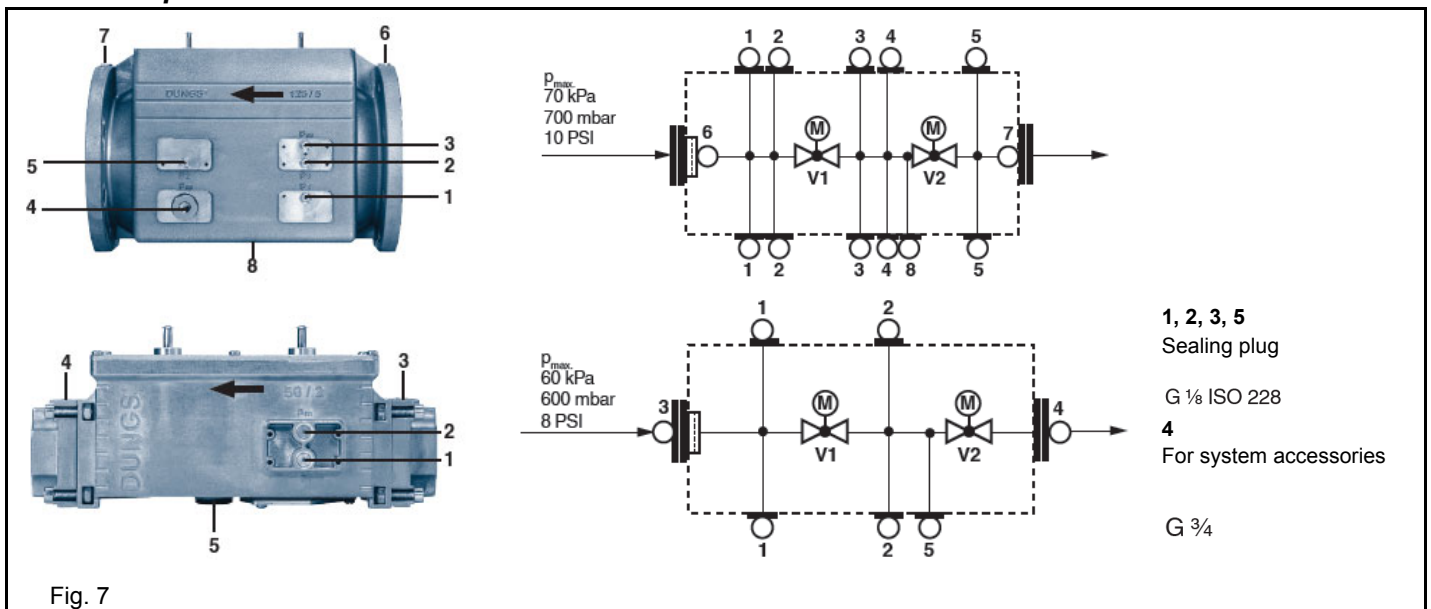 7
6
DUNGS
125/5
3
2
5
4
1
8
p max.
70 kPa
700 mbar
10 PSI
1 2 3 4 5
6
M
V1
M
V2
7
1 2 3 4 8 5
4
3
50 / 2
DUNGS
2
1
5
p max.
60 kPa
600 mbar
8 PSI
1 2
3
M
V1
M
V2
4
1 2 5
1, 2, 3, 5
Sealing plug
G ⅛ ISO 228
4
For system accessories
G ¾
Fig. 7